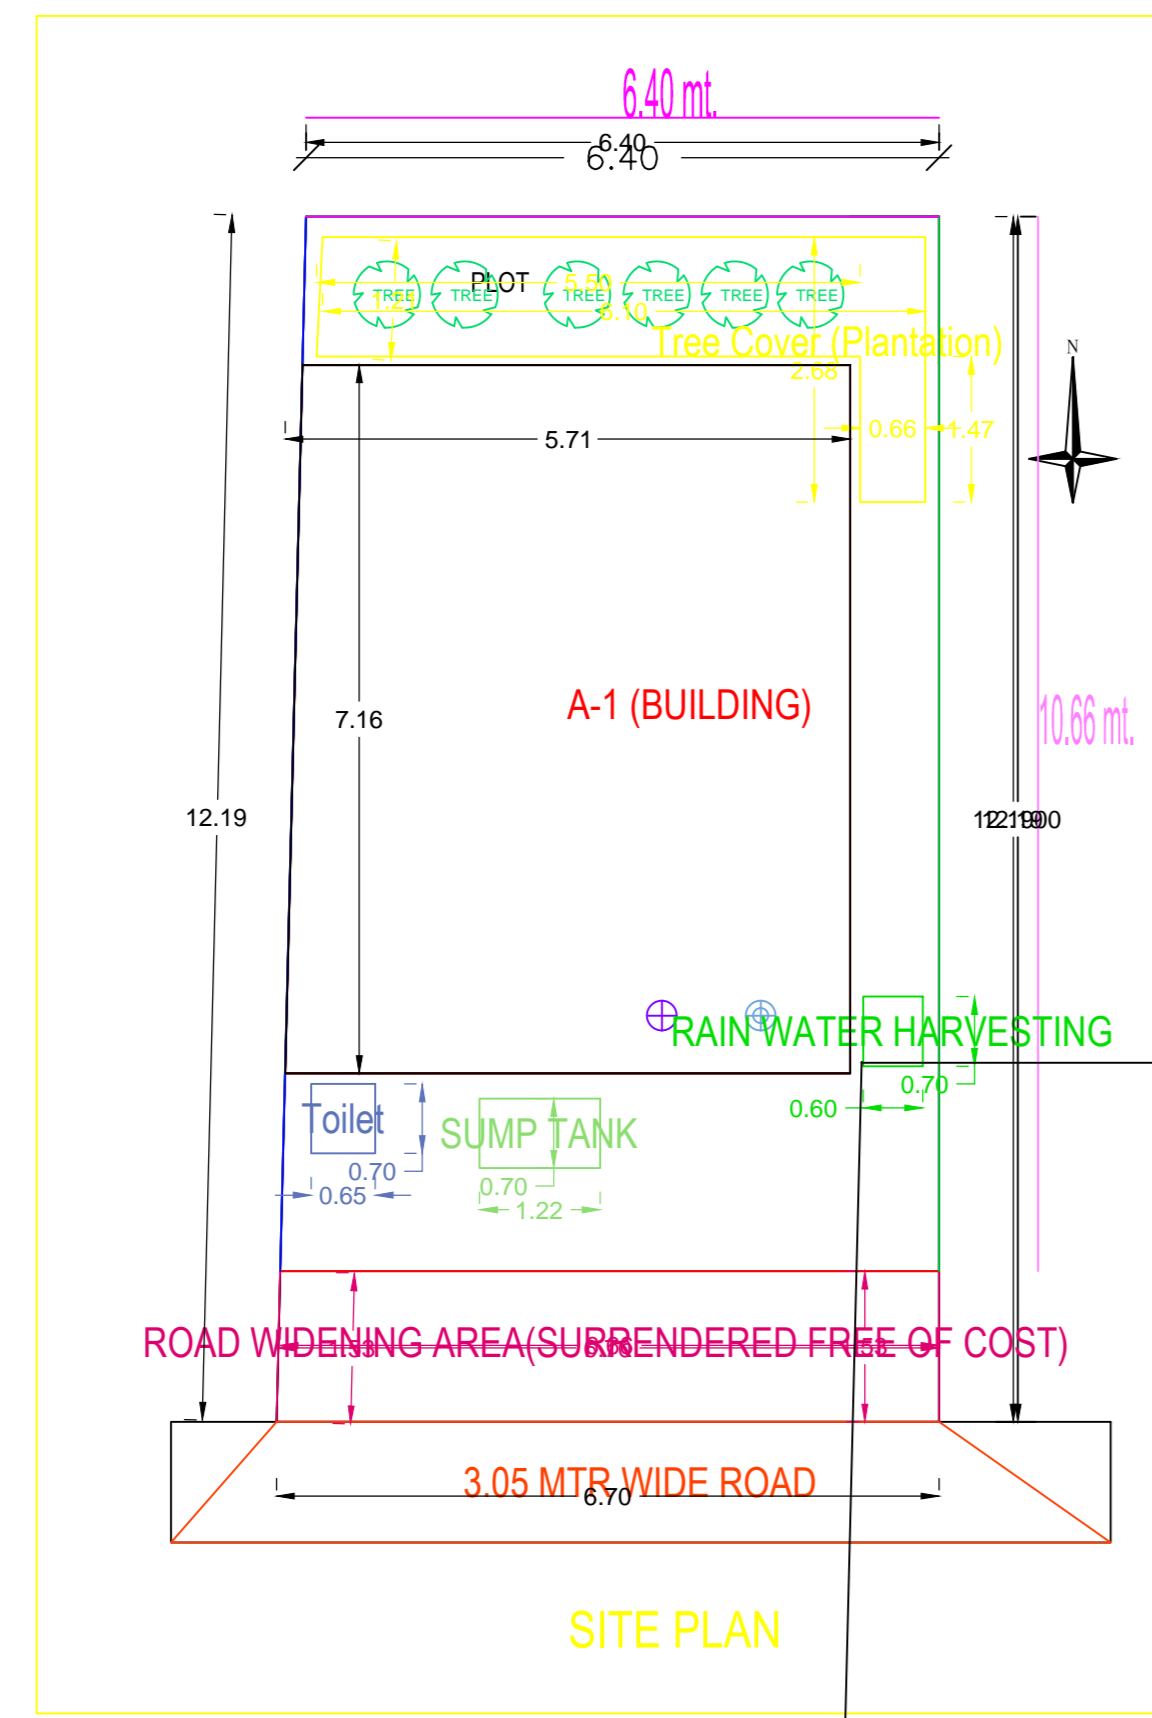 6.40 mt.
6.40
6.40
PLOT
5.50
TREE TREE TREE TREE TREE TREE
1.21
6.10
Tree Cover (Plantation)
N
2.68
0.66
1.47
5.71
A-1 (BUILDING)
7.16
10.66 mt.
12.19
RAIN WATER HARVESTING
0.70
0.60
Toilet
SUMP TANK
0.70
0.70
0.65
1.22
ROAD WIDENING AREA(SURRENDERED FREE OF COST)
1.53
3.05 MTR WIDE ROAD
6.70
SITE PLAN